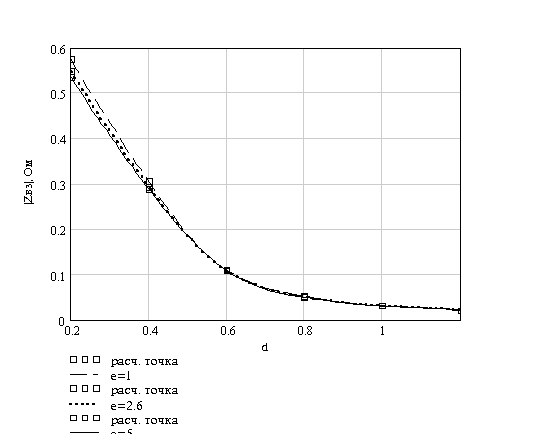 0.6
0.5
0.4
0.3
0.2
0.1
0
|Zвз|, Ом
0.2 0.4 0.6 0.8 1
d
расч. точка
e=1
расч. точка
e=2.6
расч. точка
e=5